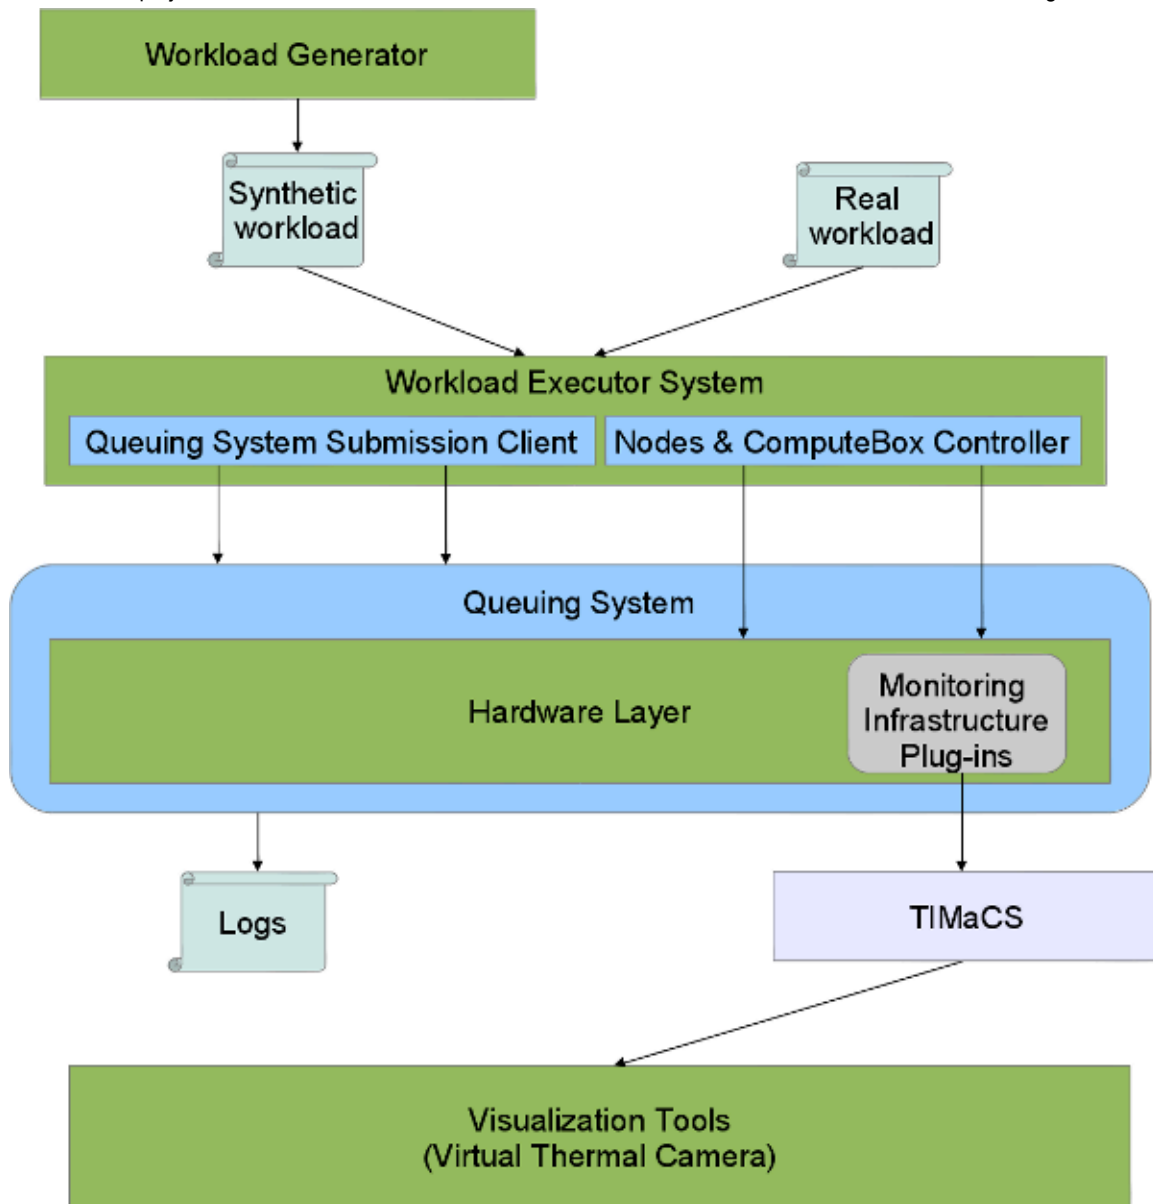 Workload Generator
Synthetic
workload
Real
workload
Workload Executor System
Queuing System Submission Client
Nodes & ComputeBox Controller
Queuing System
Hardware Layer
Monitoring
Infrastructure
Plug-ins
Logs
TIMaCS
Visualization Tools
(Virtual Thermal Camera)